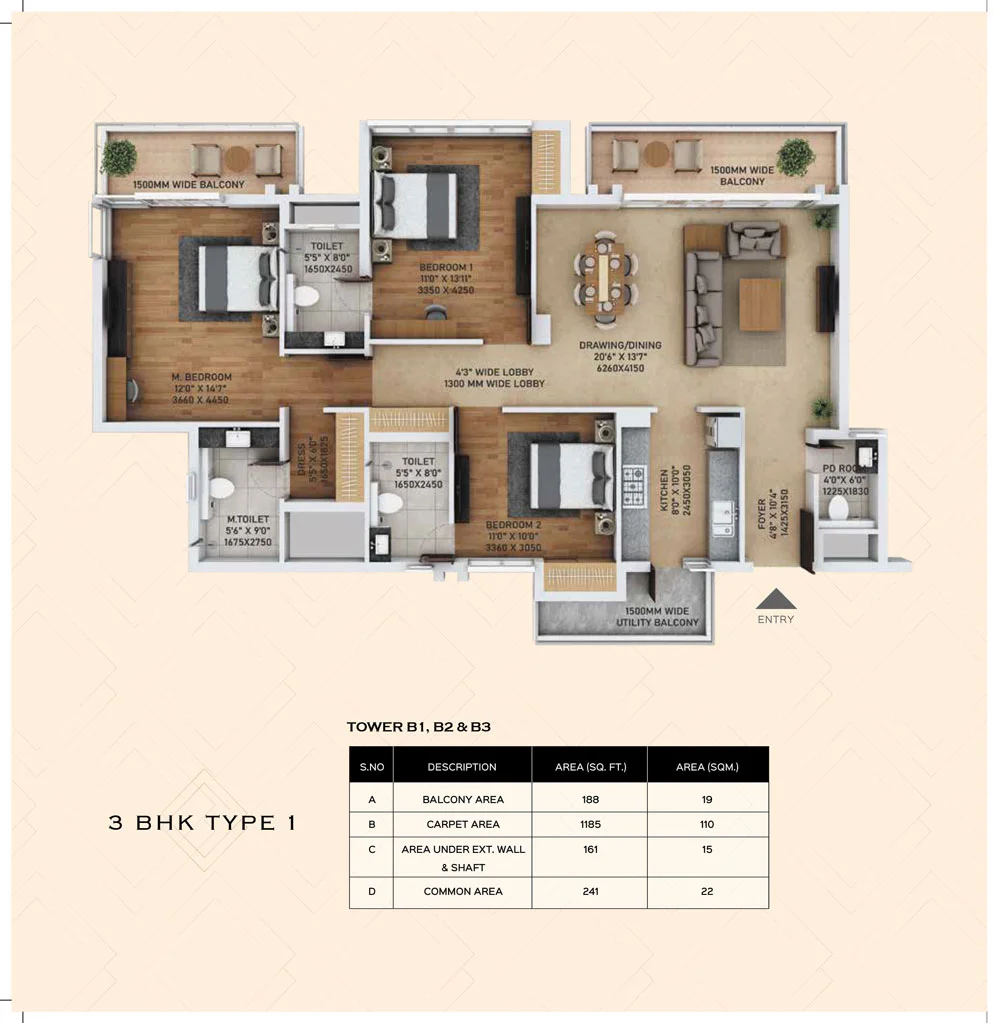 1500MM WIDE BALCONY
1500MM WIDE
BALCONY
TOILET
5'5" X 8'0"
1650X2450
BEDROOM 1
11'0" X 13'11"
3350 X 4250
DRAWING/DINING
20'6" X 13'7"
6260X4150
M. BEDROOM
12'0" X 14'7"
3660 X 4450
4'3" WIDE LOBBY
1300 MM WIDE LOBBY
DRESS
5'5" X 6'0"
1650X1825
TOILET
5'5" X 8'0"
1650X2450
M.TOILET
5'6" X 9'0"
1675X2750
BEDROOM 2
11'0" X 10'0"
3360 X 3050
KITCHEN
8'0" X 10'0"
2450X3050
FOYER
4'8" X 10'4"
1425X3150
PD ROOM
4'0"X 6'0"
1225X1830
1500MM WIDE
UTILITY BALCONY
ENTRY
TOWER B1, B2 & B3
S.NO DESCRIPTION AREA (SQ. FT.) AREA (SQM.)
A BALCONY AREA 188 19
B CARPET AREA 1185 110
C AREA UNDER EXT. WALL 161 15
& SHAFT
D COMMON AREA 241 22
3 BHK TYPE 1